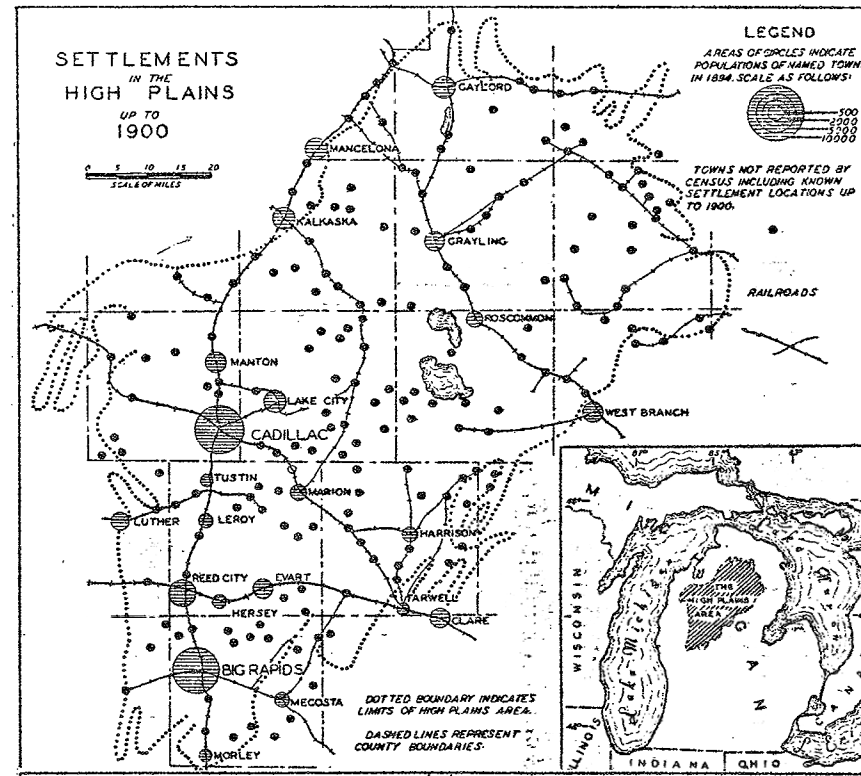 SETTLEMENTS
IN THE
HIGH PLAINS
UP TO
1900
0 5 10 15 20
SCALE OF MILES
LEGEND
AREAS OF CIRCLES INDICATE
POPULATIONS OF NAMED TOWNS
IN 1894. SCALE AS FOLLOWS:
500
2000
5000
10000
TOWNS NOT REPORTED BY
CENSUS INCLUDING KNOWN
SETTLEMENT LOCATIONS UP
TO 1900.
RAILROADS
GAYLORD
MANCELONA
KALKASKA
GRAYLING
ROSCOMMON
MANTON
LAKE CITY
WEST BRANCH
CADILLAC
TUSTIN
MARION
LUTHER
LEROY
HARRISON
REED CITY
EVART
HERSEY
FARWELL
CLARE
BIG RAPIDS
MECOSTA
MORLEY
DOTTED BOUNDARY INDICATES
LIMITS OF HIGH PLAINS AREA.
DASHED LINES REPRESENT
COUNTY BOUNDARIES.
WISCONSIN
THE
HIGH PLAINS
AREA
Lake Michigan
ILLINOIS
INDIANA
OHIO